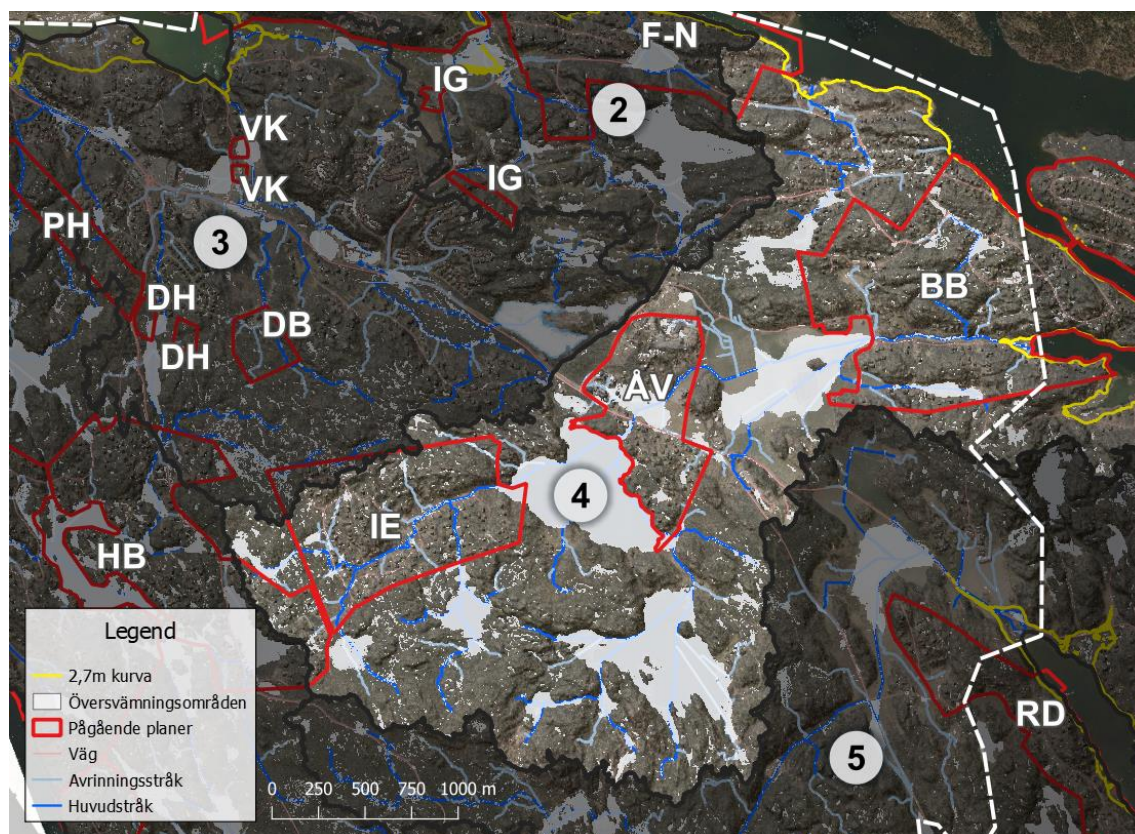 F-N
IG
2
VK
IG
VK
PH
3
BB
DH
DB
DH
ÅV
4
IE
HB
RD
5
Legend
2,7m kurva
Översvämningsområden
Pågående planer
Väg
Avrinningsstråk
Huvudstråk
0 250 500 750 1000 m